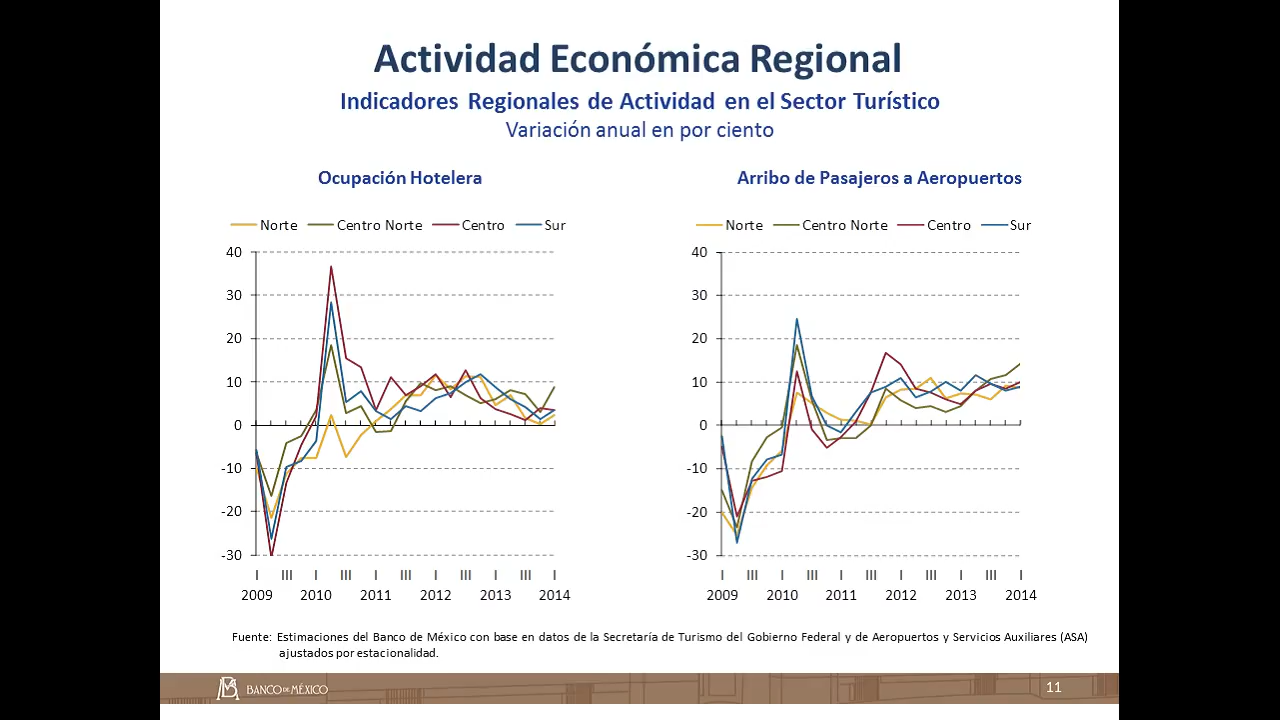 Actividad Económica Regional
Indicadores Regionales de Actividad en el Sector Turístico
Variación anual en por ciento
Ocupación Hotelera
Norte Centro Norte Centro Sur
40
30
20
10
0
-10
-20
-30
I III I III I III I III I III I
2009 2010 2011 2012 2013 2014
Arribo de Pasajeros a Aeropuertos
Norte Centro Norte Centro Sur
40
30
20
10
0
-10
-20
-30
I III I III I III I III I III I
2009 2010 2011 2012 2013 2014
Fuente: Estimaciones del Banco de México con base en datos de la Secretaría de Turismo del Gobierno Federal y de Aeropuertos y Servicios Auxiliares (ASA)
ajustados por estacionalidad.
BANCO DE MÉXICO
11